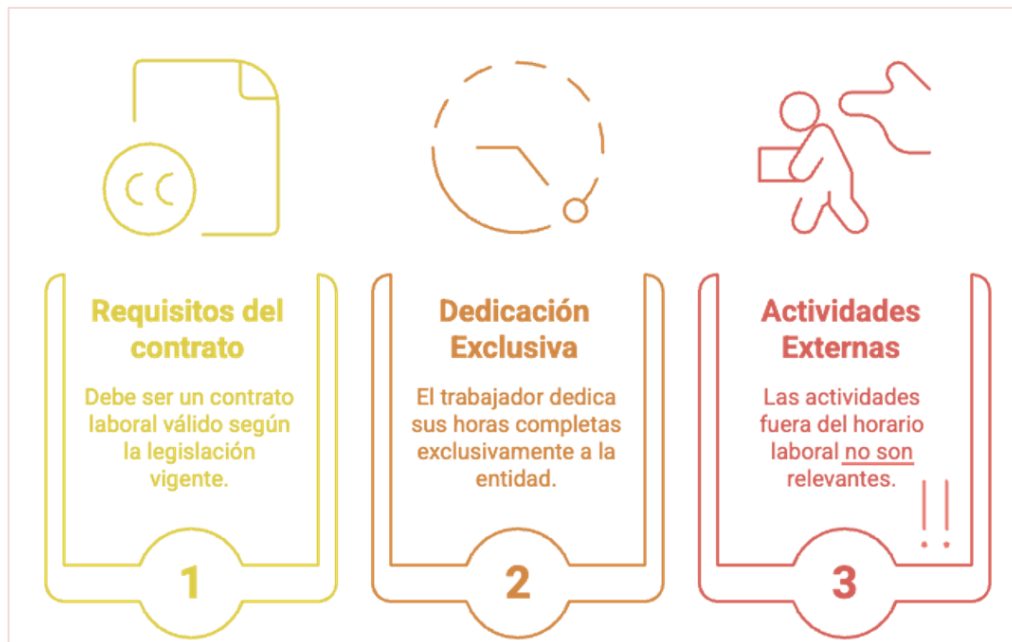 Requisitos del
contrato
Debe ser un contrato
laboral válido según
la legislación
vigente.
1
Dedicación
Exclusiva
El trabajador dedica
sus horas completas
exclusivamente a la
entidad.
2
Actividades
Externas
Las actividades
fuera del horario
laboral no son
relevantes.
!!
3